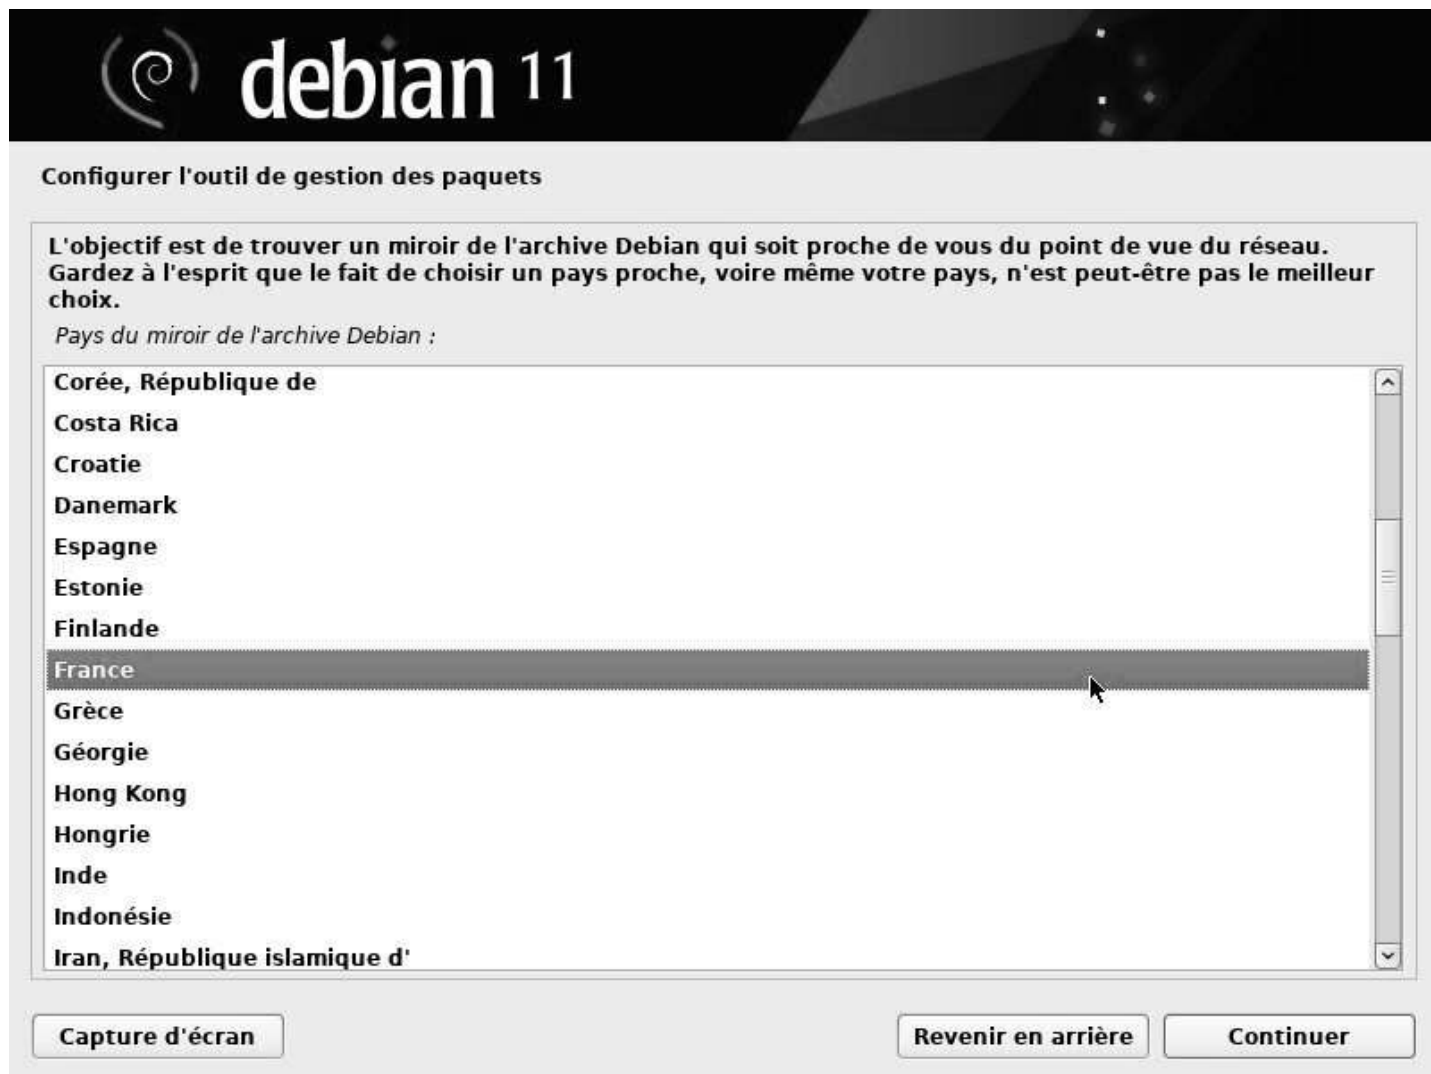 debian 11
Configurer l'outil de gestion des paquets
L'objectif est de trouver un miroir de l'archive Debian qui soit proche de vous du point de vue du réseau.
Gardez à l'esprit que le fait de choisir un pays proche, voire même votre pays, n'est peut-être pas le meilleur
choix.
Pays du miroir de l'archive Debian :
Corée, République de
Costa Rica
Croatie
Danemark
Espagne
Estonie
Finlande
France
Grèce
Géorgie
Hong Kong
Hongrie
Inde
Indonésie
Iran, République islamique d'
Capture d'écran
Revenir en arrière
Continuer